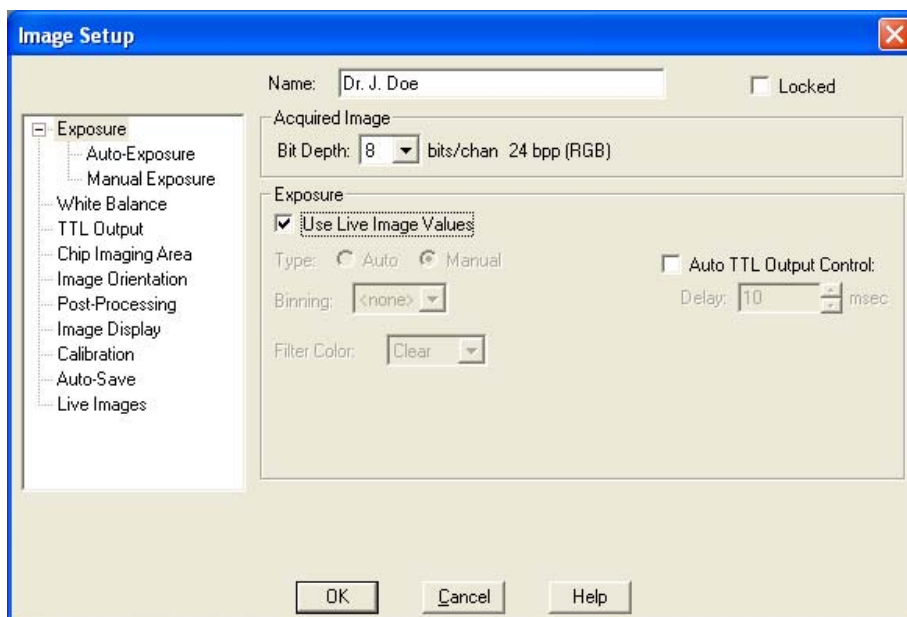 Image Setup
Name: Dr. J. Doe
Locked
Exposure
Auto-Exposure
Manual Exposure
White Balance
TTL Output
Chip Imaging Area
Image Orientation
Post-Processing
Image Display
Calibration
Auto-Save
Live Images
Acquired Image
Bit Depth: 8 bits/chan 24 bpp (RGB)
Exposure
Use Live Image Values
Type: Auto Manual
Binning: <none>
Filter Color: Clear
Auto TTL Output Control:
Delay: 10 msec
OK Cancel Help